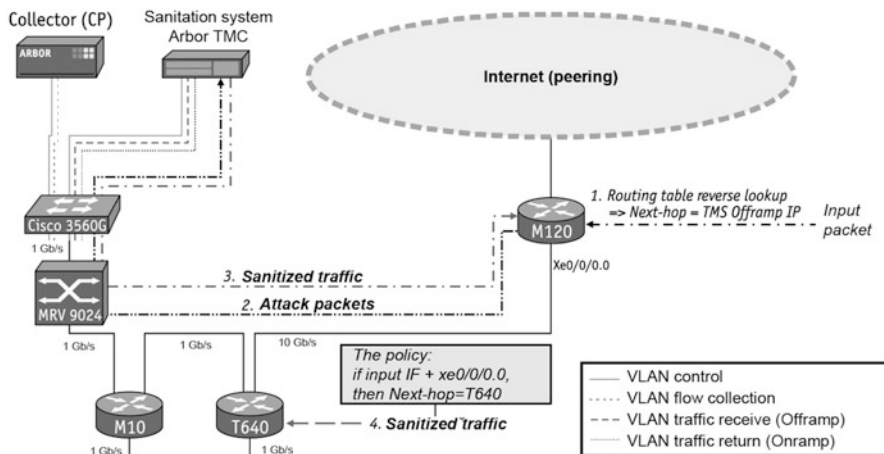 Collector (CP)
ARBOR
Sanitation system
Arbor TMC
Internet (peering)
1. Routing table reverse lookup
=> Next-hop = TMS Offramp IP
Input
packet
M120
Xe0/0/0.0
Cisco 3560G
1 Gb/s
MRV 9024
3. Sanitized traffic
2. Attack packets
1 Gb/s
1 Gb/s
10 Gb/s
The policy:
if input IF + xe0/0/0.0,
then Next-hop=T640
M10
T640
4. Sanitized traffic
1 Gb/s
1 Gb/s
VLAN control
VLAN flow collection
VLAN traffic receive (Offramp)
VLAN traffic return (Onramp)